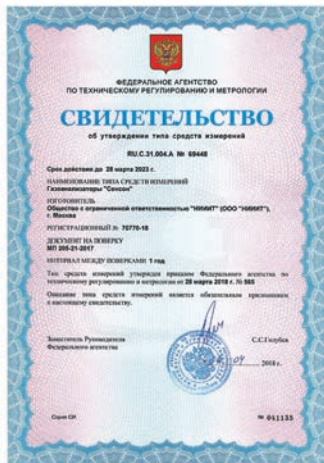 ФЕДЕРАЛЬНОЕ АГЕНТСТВО
ПО ТЕХНИЧЕСКОМУ РЕГУЛИРОВАНИЮ И МЕТРОЛОГИИ
СВИДЕТЕЛЬСТВО
об утверждении типа средств измерений
RU.C.31.004.A № 69448
Срок действия до 28 марта 2023 г.
НАИМЕНОВАНИЕ ТИПА СРЕДСТВ ИЗМЕРЕНИЙ
Газоанализаторы "Сенсон"
ИЗГОТОВИТЕЛЬ
Общество с ограниченной ответственностью "НИИИТ" (ООО "НИИИТ"),
г. Москва
РЕГИСТРАЦИОННЫЙ № 70770-18
ДОКУМЕНТ НА ПОВЕРКУ
МП 205-21-2017
ИНТЕРВАЛ МЕЖДУ ПОВЕРКАМИ 1 год
Тип средств измерений утвержден приказом Федерального агентства по
техническому регулированию и метрологии от 28 марта 2018 г. № 565
Описание типа средств измерений является обязательным приложением
к настоящему свидетельству.
Заместитель Руководителя
С.С.Голубев
Федерального агентства
2018 г.
Серия СИ
№ 041135